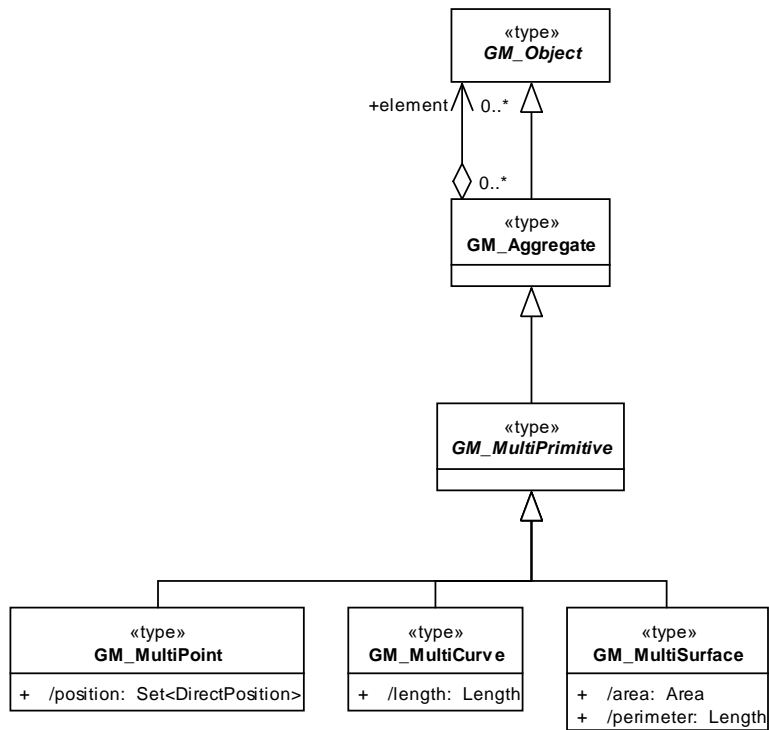 «type»
GM_Object
+element 0..*
0..*
«type»
GM_Aggregate
«type»
GM_MultiPrimitive
«type»
GM_MultiPoint
+ /position: Set<DirectPosition>
«type»
GM_MultiCurve
+ /length: Length
«type»
GM_MultiSurface
+ /area: Area
+ /perimeter: Length